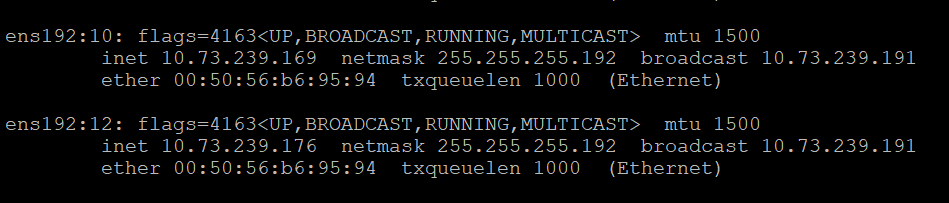 ens192:10: flags=4163<UP,BROADCAST,RUNNING,MULTICAST>  mtu 1500
        inet 10.73.239.169  netmask 255.255.255.192  broadcast 10.73.239.191
        ether 00:50:56:b6:95:94  txqueuelen 1000  (Ethernet)
ens192:12: flags=4163<UP,BROADCAST,RUNNING,MULTICAST>  mtu 1500
        inet 10.73.239.176  netmask 255.255.255.192  broadcast 10.73.239.191
        ether 00:50:56:b6:95:94  txqueuelen 1000  (Ethernet)